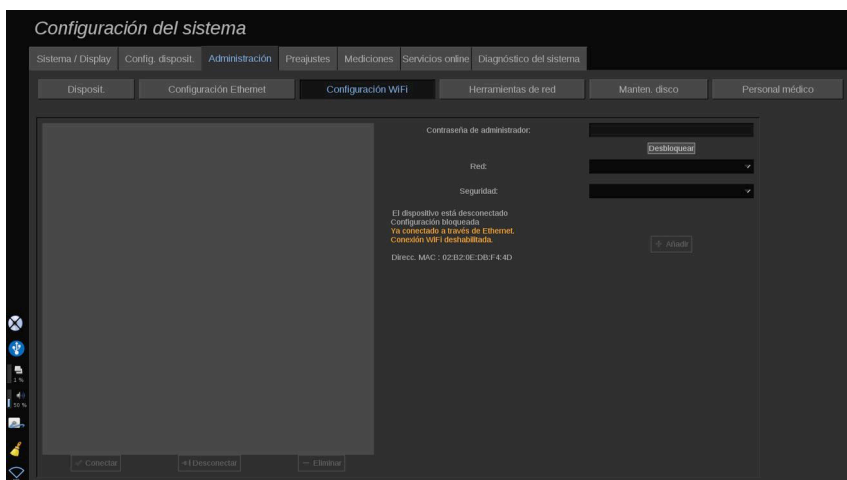 Configuración del sistema
Sistema / Display Config. disposit. Administración Preajustes Mediciones Servicios online Diagnóstico del sistema
Disposit. Configuración Ethernet Configuración WiFi Herramientas de red Manten. disco Personal médico
Contraseña de administrador:
Desbloquear
Red:
Seguridad:
El dispositivo está desconectado
Configuración bloqueada
Ya conectado a través de Ethernet.
Conexión WiFi deshabilitada.
Añadir
Direcc. MAC : 02:B2:0E:DB:F4:4D
1 %
50 %
Conectar Desconectar Eliminar